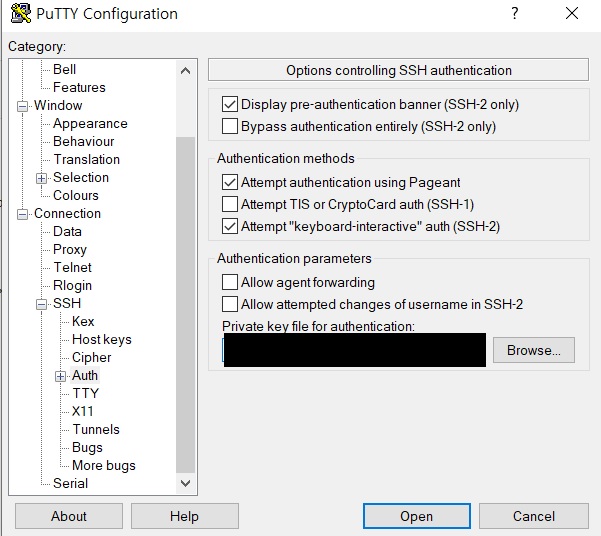 PuTTY Configuration
Category:
Bell
Features
Window
Appearance
Behaviour
Translation
Selection
Colours
Connection
Data
Proxy
Telnet
Rlogin
SSH
Kex
Host keys
Cipher
Auth
TTY
X11
Tunnels
Bugs
More bugs
Serial
Options controlling SSH authentication
Display pre-authentication banner (SSH-2 only)
Bypass authentication entirely (SSH-2 only)
Authentication methods
Attempt authentication using Pageant
Attempt TIS or CryptoCard auth (SSH-1)
Attempt "keyboard-interactive" auth (SSH-2)
Authentication parameters
Allow agent forwarding
Allow attempted changes of username in SSH-2
Private key file for authentication:
Browse...
About
Help
Open
Cancel